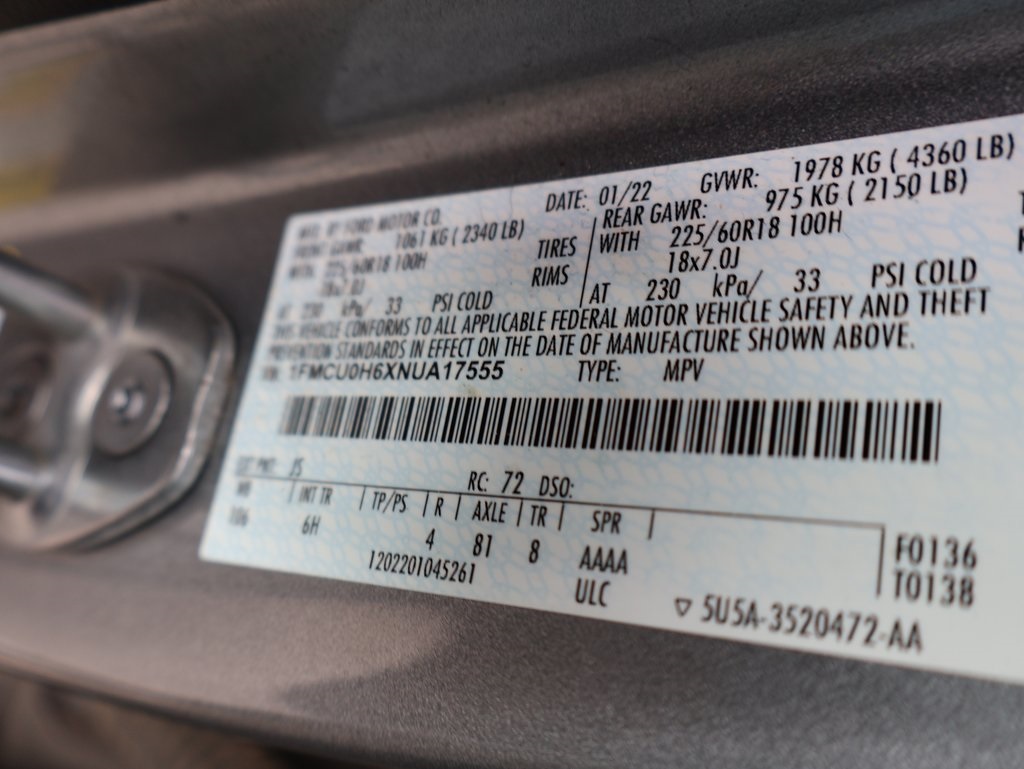 MFD. BY FORD MOTOR CO. DATE: 01/22 GVWR: 1978 KG ( 4360 LB)
FRONT GAWR: 1061 KG ( 2340 LB) REAR GAWR: 975 KG ( 2150 LB)
WITH 225/60R18 100H TIRES WITH 225/60R18 100H
18x7.0J RIMS 18x7.0J
AT 230 kPa/ 33 PSI COLD AT 230 kPa/ 33 PSI COLD
THIS VEHICLE CONFORMS TO ALL APPLICABLE FEDERAL MOTOR VEHICLE SAFETY AND THEFT
PREVENTION STANDARDS IN EFFECT ON THE DATE OF MANUFACTURE SHOWN ABOVE.
VIN: 1FMCU0H6XNUA17555 TYPE: MPV
EXT PNT: JS RC: 72 DSO:
WB INT TR TP/PS R AXLE TR SPR
106 6H 4 81 8 AAAA F0136
1202201045261 ULC T0138
▽ 5U5A-3520472-AA